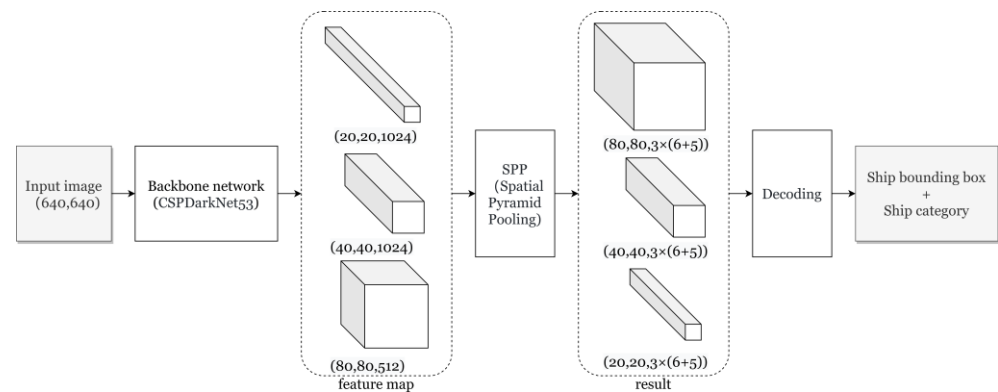 Input image
(640,640)
Backbone network
(CSPDarkNet53)
(20,20,1024)
(40,40,1024)
(80,80,512)
feature map
SPP
(Spatial
Pyramid
Pooling)
(80,80,3×(6+5))
(40,40,3×(6+5))
(20,20,3×(6+5))
result
Decoding
Ship bounding box
+
Ship category